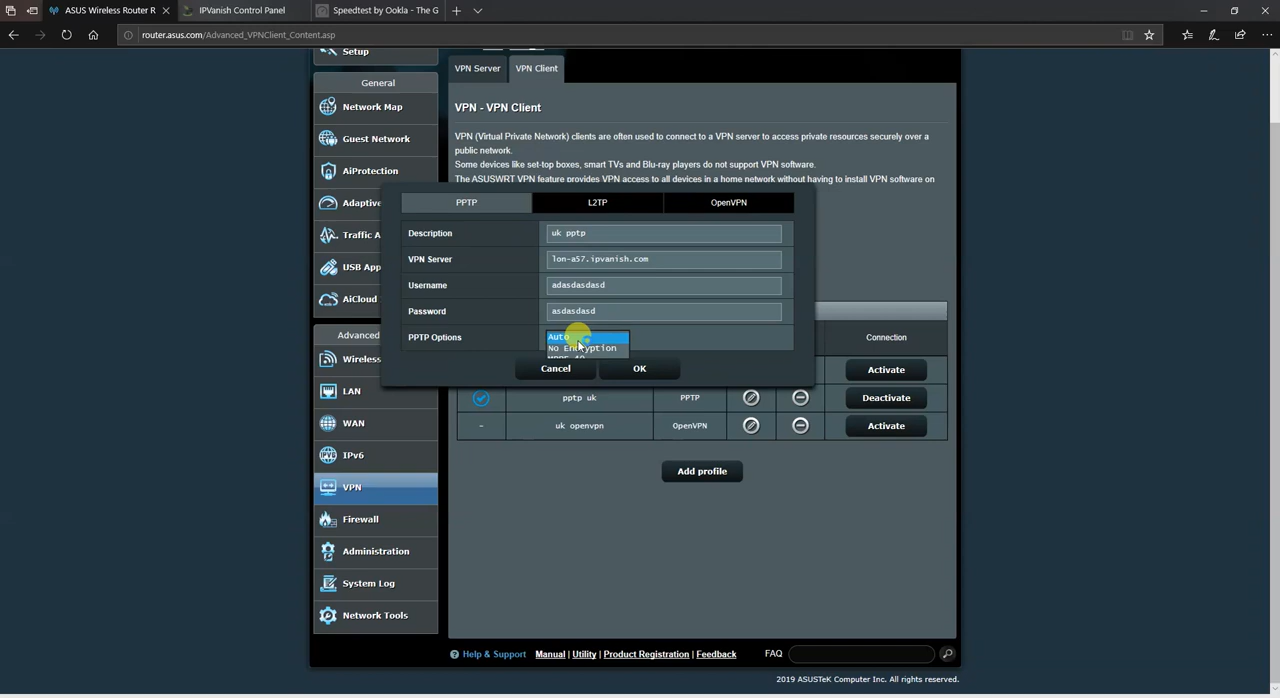 ASUS Wireless Router R
IPVanish Control Panel
Speedtest by Ookla - The G
router.asus.com/Advanced_VPNClient_Content.asp
Setup
General
Network Map
Guest Network
AiProtection
Adaptive
Traffic A
USB App
AiCloud
Advanced
Wireless
LAN
WAN
IPv6
VPN
Firewall
Administration
System Log
Network Tools
VPN Server
VPN Client
VPN - VPN Client
VPN (Virtual Private Network) clients are often used to connect to a VPN server to access private resources securely over a
public network.
Some devices like set-top boxes, smart TVs and Blu-ray players do not support VPN software.
The ASUSWRT VPN feature provides VPN access to all devices in a home network without having to install VPN software on
PPTP L2TP OpenVPN
Description uk pptp
VPN Server lon-a57.ipvanish.com
Username adasdasdasd
Password asdasdasd
PPTP Options Auto
No Encryption
Cancel OK
Connection
Activate
pptp uk PPTP Deactivate
- uk openvpn OpenVPN Activate
Add profile
Help & Support Manual | Utility | Product Registration | Feedback FAQ
2019 ASUSTeK Computer Inc. All rights reserved.